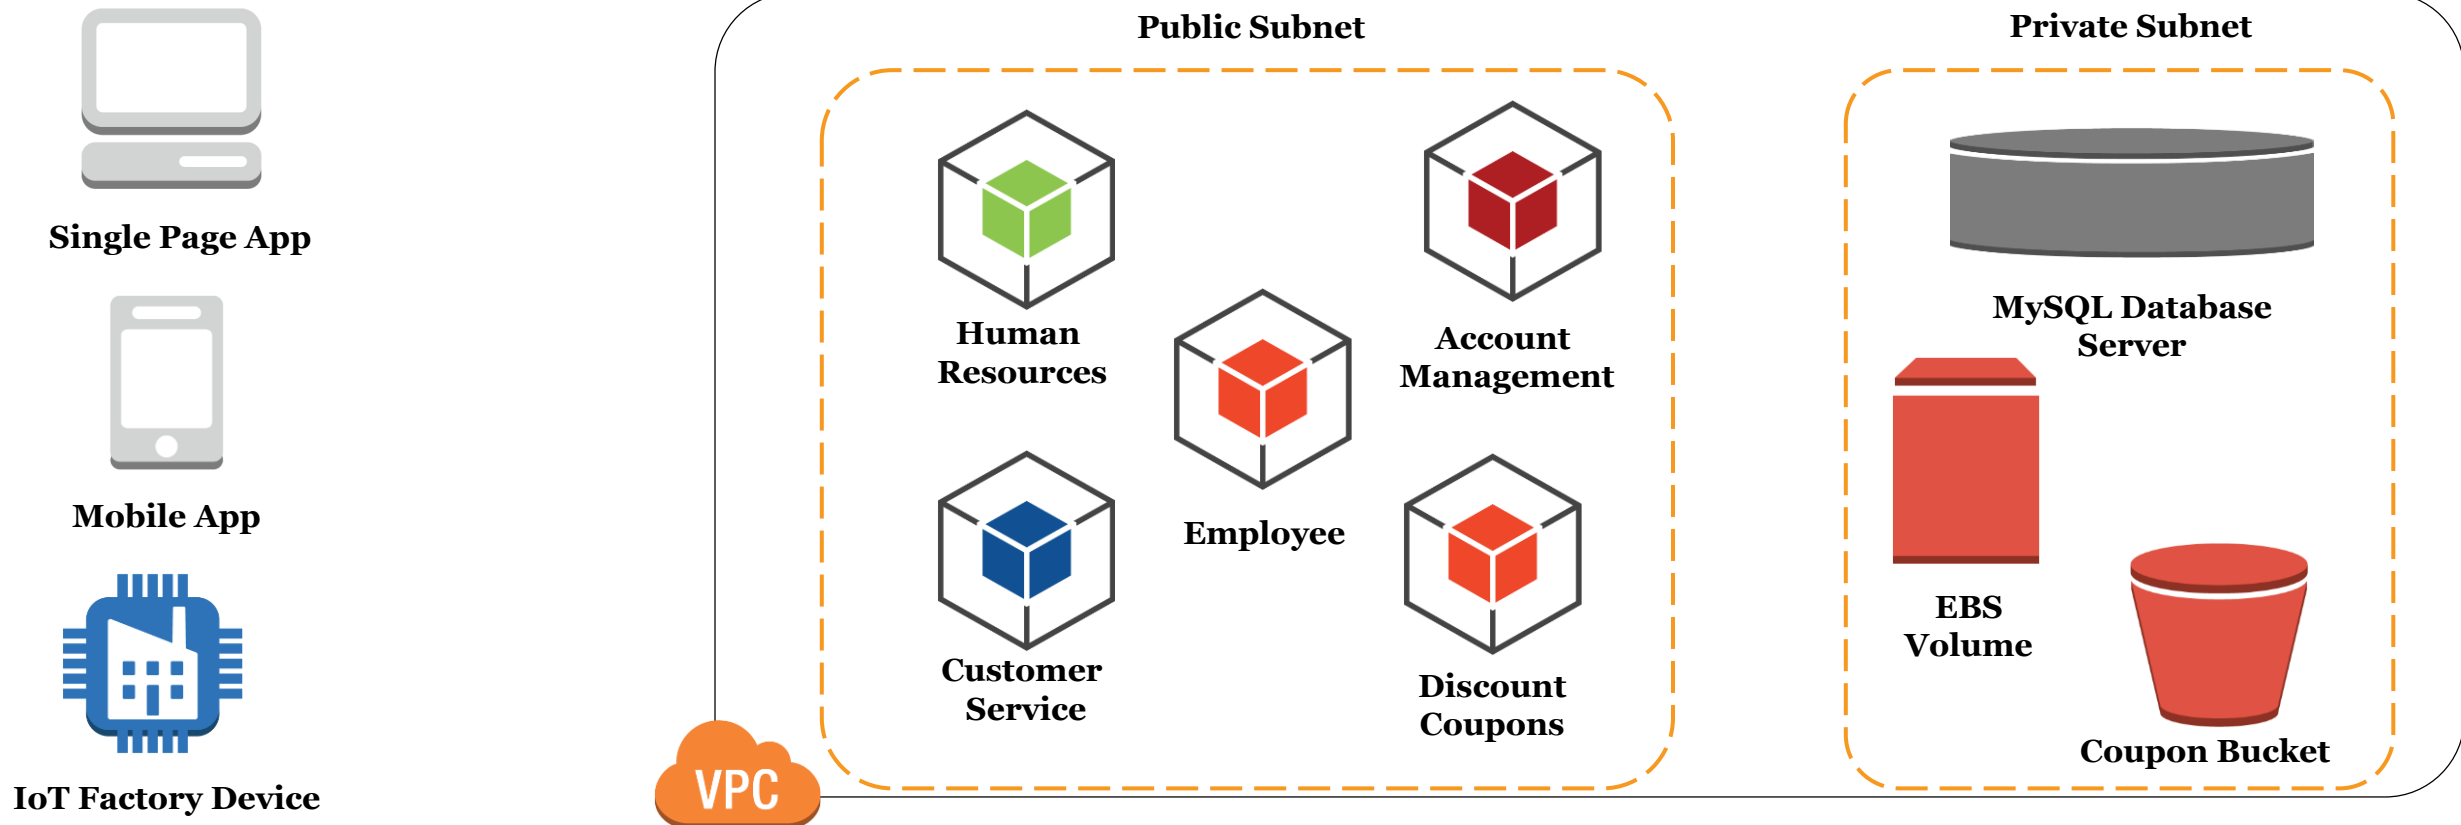 Public Subnet
Private Subnet
Single Page App
Mobile App
IoT Factory Device
Human
Resources
Account
Management
Employee
Customer
Service
Discount
Coupons
MySQL Database
Server
EBS
Volume
Coupon Bucket
VPC